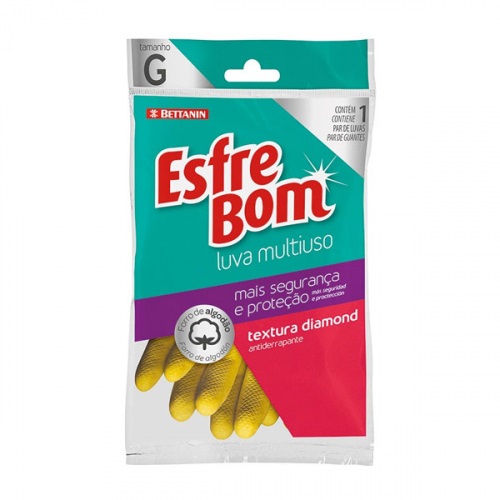 tamanho
G
BETTANIN
CONTÉM
CONTIENE
1
PAR DE LUVAS
PAR DE GUANTES
Esfre
Bom
luva multiuso
mais segurança
e proteção
más seguridad
e protección
Forro de algodão
Forro de algodón
textura diamond
antiderrapante